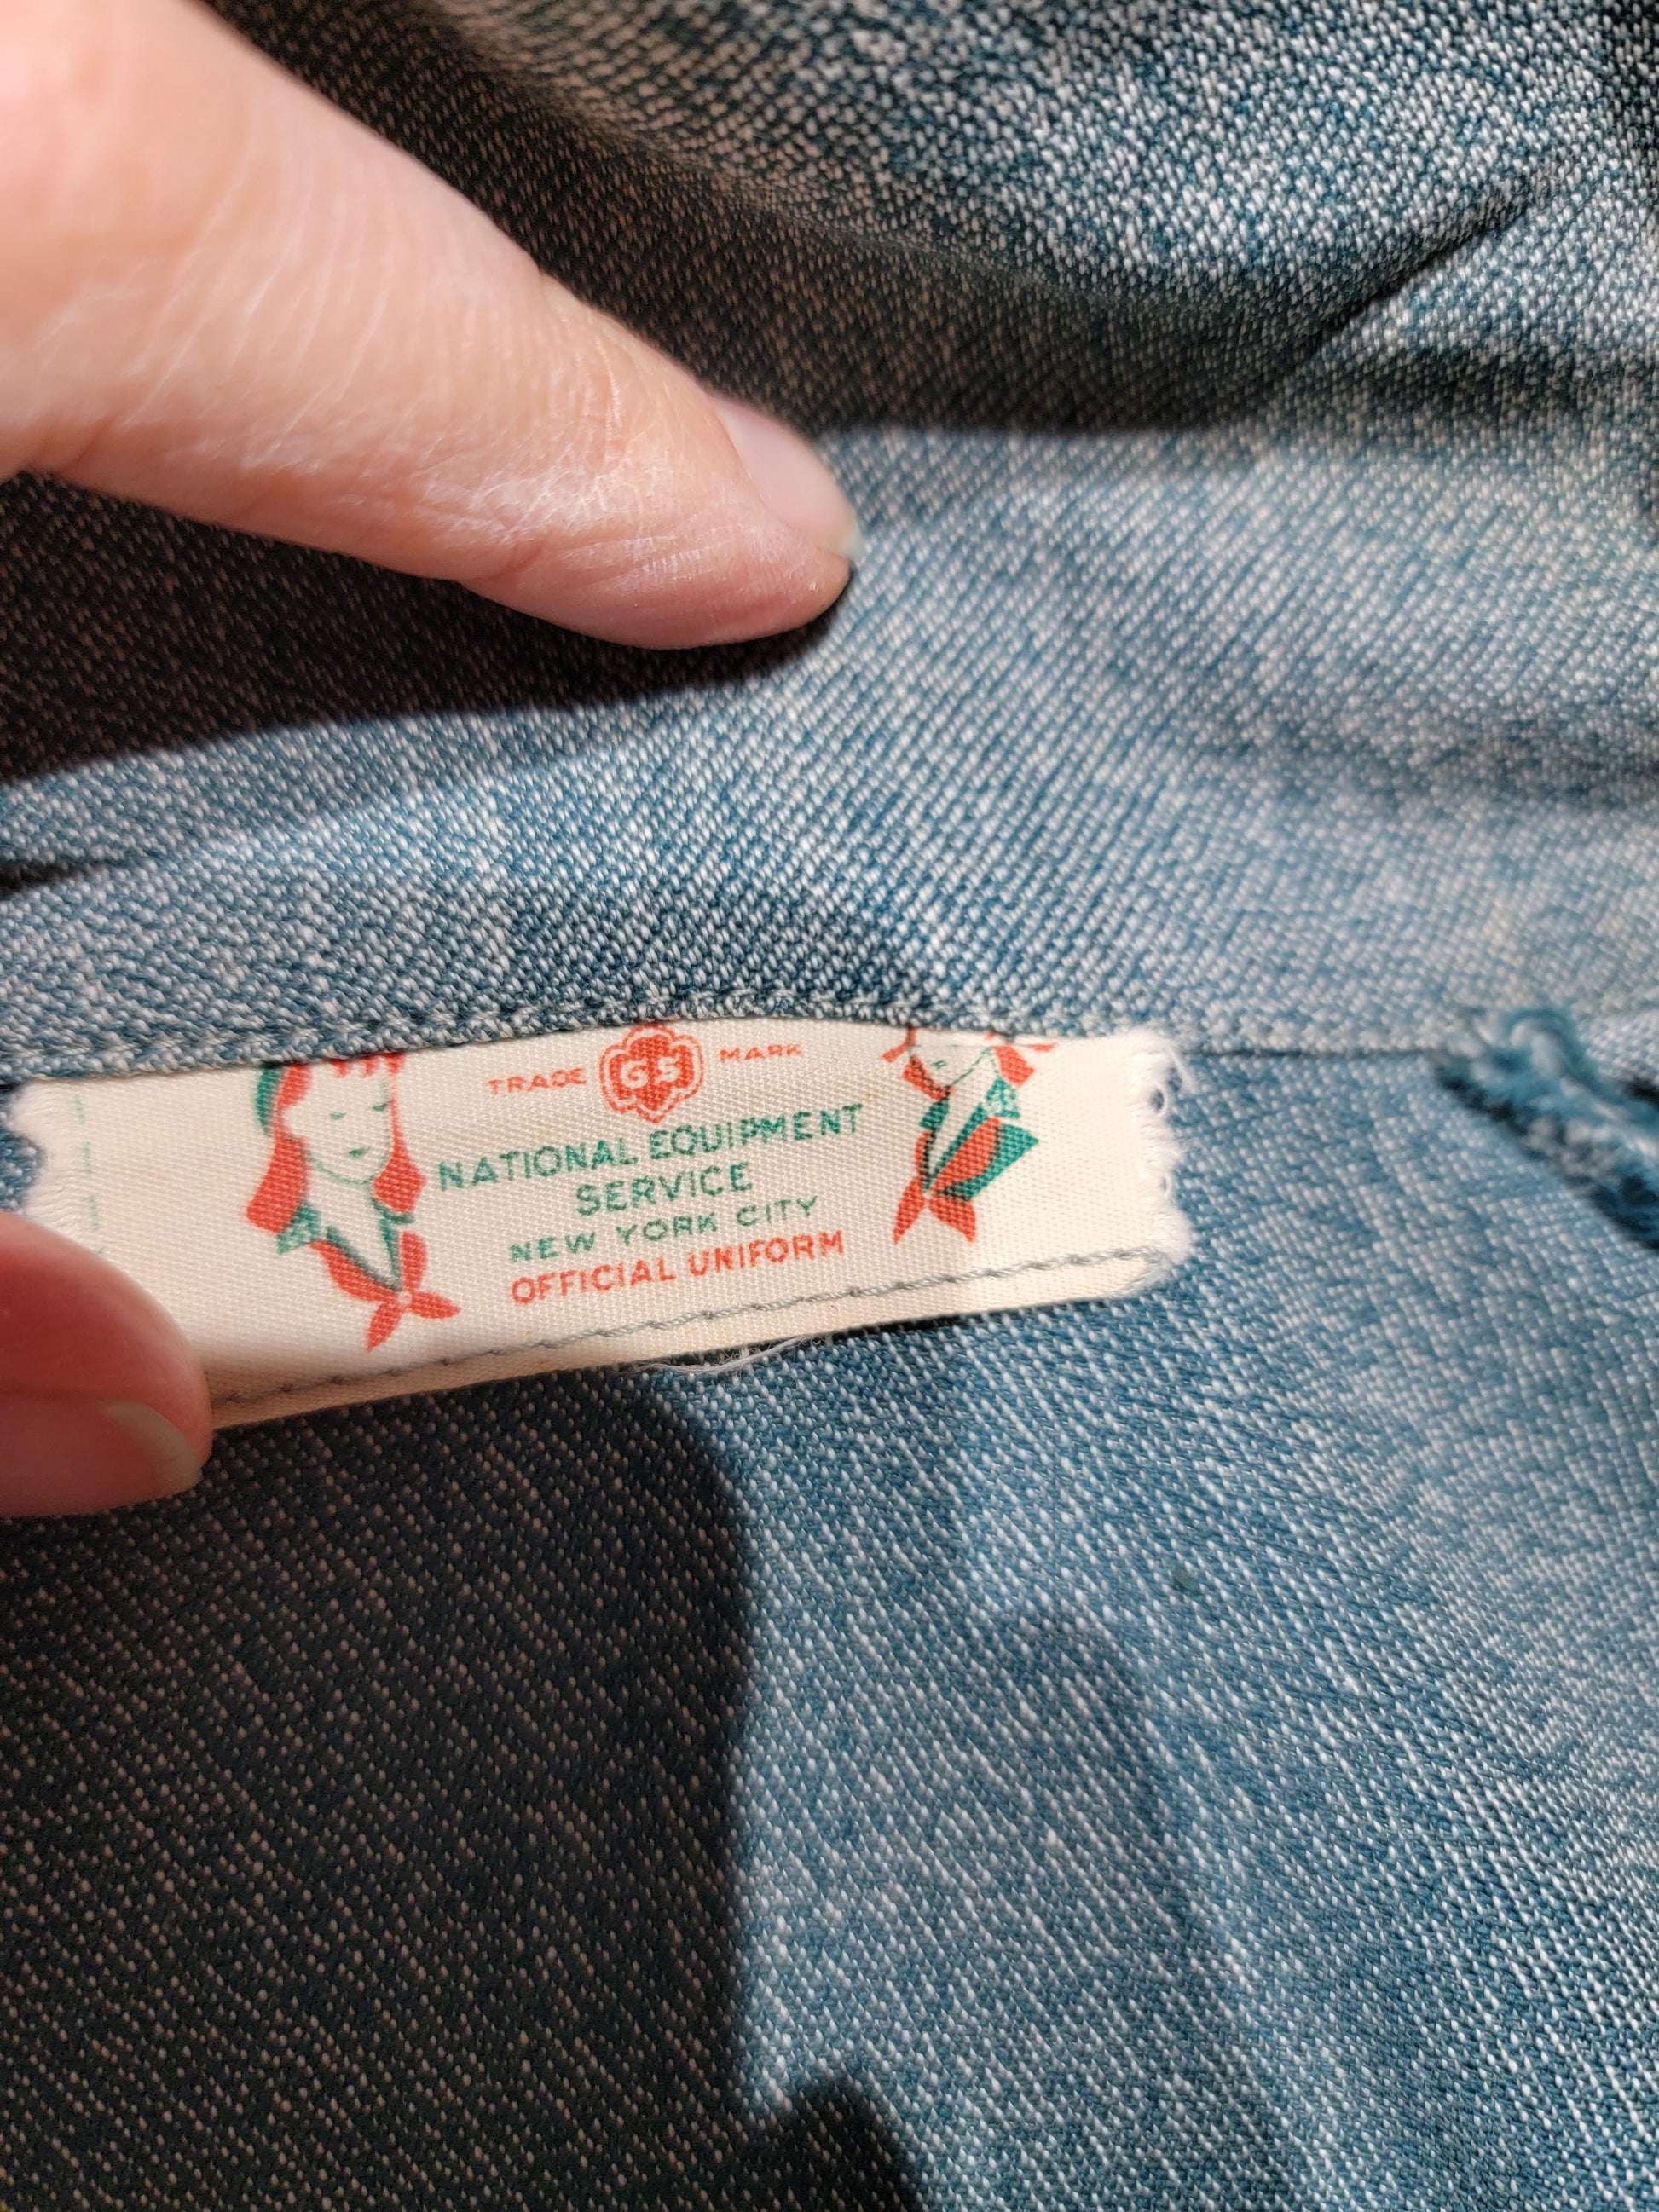 TRADE GS MARK
NATIONAL EQUIPMENT
SERVICE
NEW YORK CITY
OFFICIAL UNIFORM